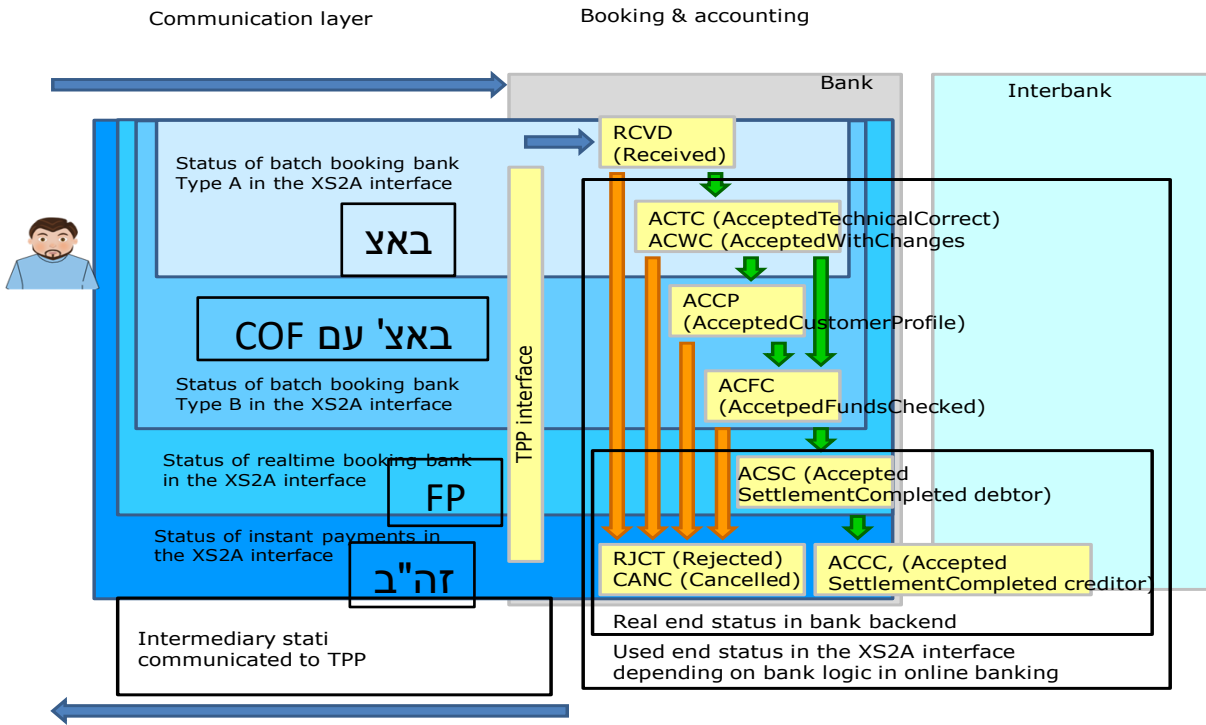 Communication layer
Booking & accounting
Bank
Interbank
RCVD
(Received)
Status of batch booking bank
Type A in the XS2A interface
באצ
ACTC (AcceptedTechnicalCorrect)
ACWC (AcceptedWithChanges
ACCP
(AcceptedCustomerProfile)
באצ' עם COF
Status of batch booking bank
Type B in the XS2A interface
ACFC
(AccetpedFundsChecked)
TPP interface
Status of realtime booking bank
in the XS2A interface
FP
ACSC (Accepted
SettlementCompleted debtor)
Status of instant payments in
the XS2A interface
זה"ב
RJCT (Rejected)
CANC (Cancelled)
ACCC, (Accepted
SettlementCompleted creditor)
Real end status in bank backend
Intermediary stati
communicated to TPP
Used end status in the XS2A interface
depending on bank logic in online banking